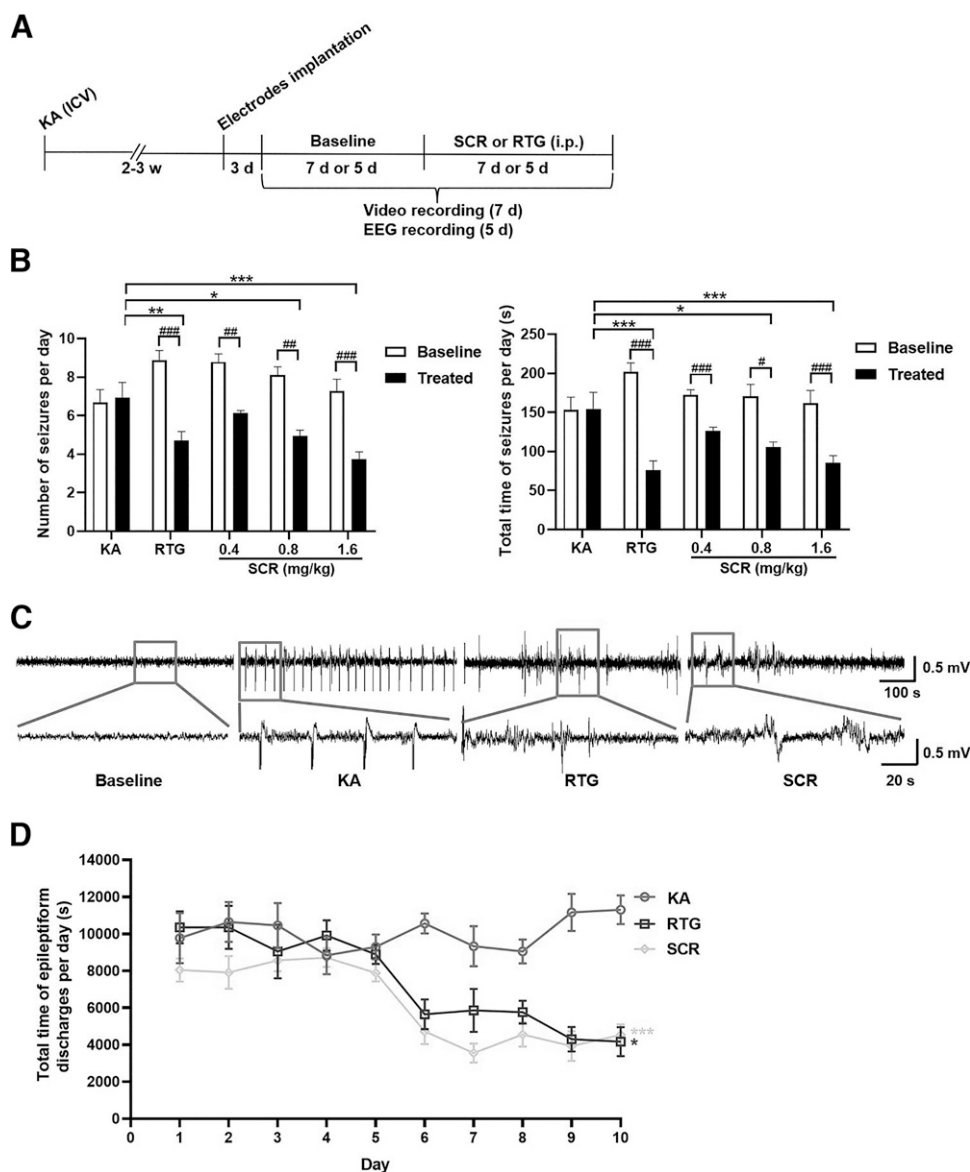 A
KA (ICV)
Electrodes implantation
Baseline SCR or RTG (i.p.)
2-3 w 3 d 7 d or 5 d 7 d or 5 d
Video recording (7 d)
EEG recording (5 d)
B
***
*
**
### ## ## ###
Number of seizures per day
10
8
6
4
2
0
Baseline
Treated
KA RTG 0.4 0.8 1.6
SCR (mg/kg)
***
*
***
### ### # ###
Total time of seizures per day (s)
250
200
150
100
50
0
Baseline
Treated
KA RTG 0.4 0.8 1.6
SCR (mg/kg)
C
0.5 mV
100 s
0.5 mV
20 s
Baseline KA RTG SCR
D
Total time of epileptiform
discharges per day (s)
14000
12000
10000
8000
6000
4000
2000
0
KA
RTG
SCR
***
*
0 1 2 3 4 5 6 7 8 9 10
Day